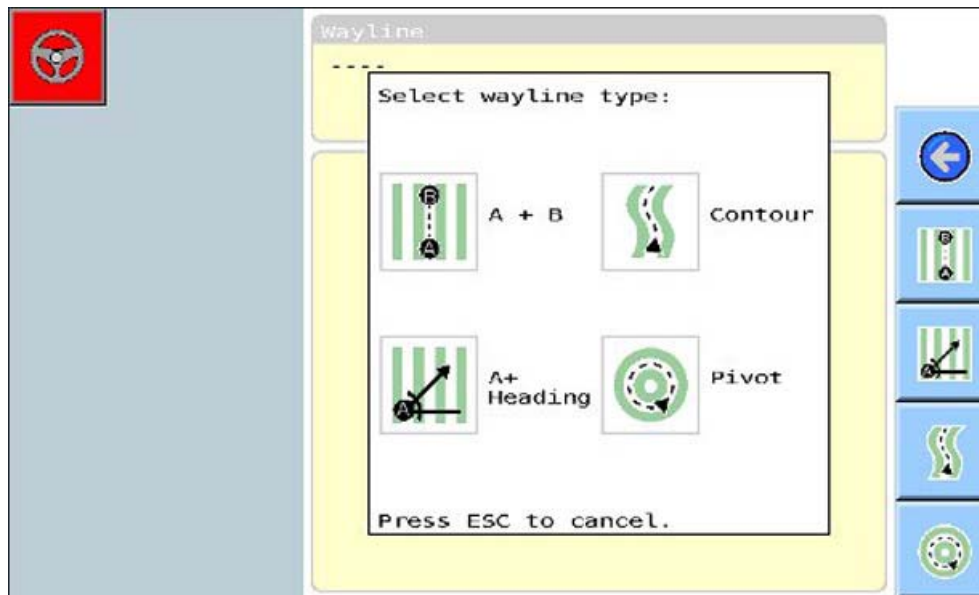 Wayline
----
Select wayline type:
A + B
Contour
A+
Heading
Pivot
Press ESC to cancel.
B
A
A
B
A
A